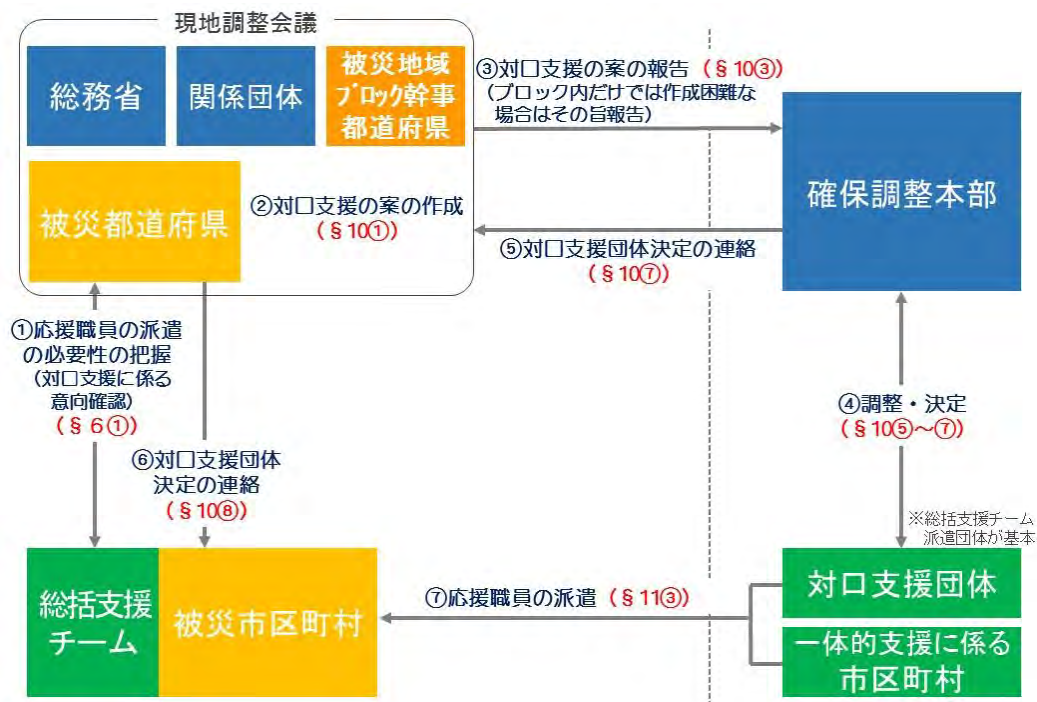 現地調整会議
総務省
関係団体
被災地域
ブロック幹事
都道府県
被災都道府県
②対口支援の案の作成
(§10①)
③対口支援の案の報告(§10③)
(ブロック内だけでは作成困難な
場合はその旨報告)
確保調整本部
⑤対口支援団体決定の連絡
(§10⑦)
①応援職員の派遣
の必要性の把握
(対口支援に係る
意向確認)
(§6①)
⑥対口支援団体
決定の連絡
(§10⑧)
④調整・決定
(§10⑤~⑦)
※総括支援チーム
派遣団体が基本
総括支援
チーム
被災市区町村
⑦応援職員の派遣(§11③)
対口支援団体
一体的支援に係る
市区町村